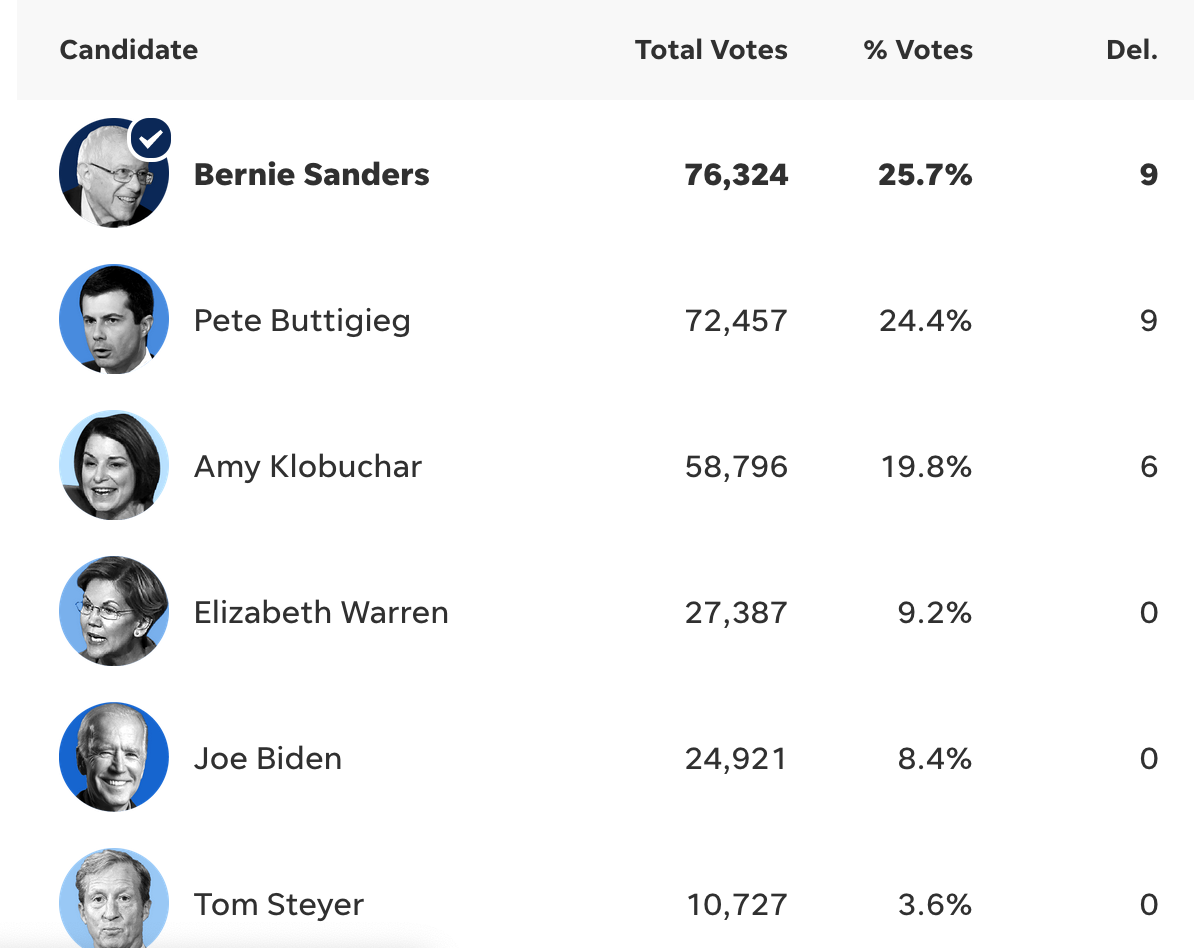 Candidate Total Votes % Votes Del.
Bernie Sanders 76,324 25.7% 9
Pete Buttigieg 72,457 24.4% 9
Amy Klobuchar 58,796 19.8% 6
Elizabeth Warren 27,387 9.2% 0
Joe Biden 24,921 8.4% 0
Tom Steyer 10,727 3.6% 0